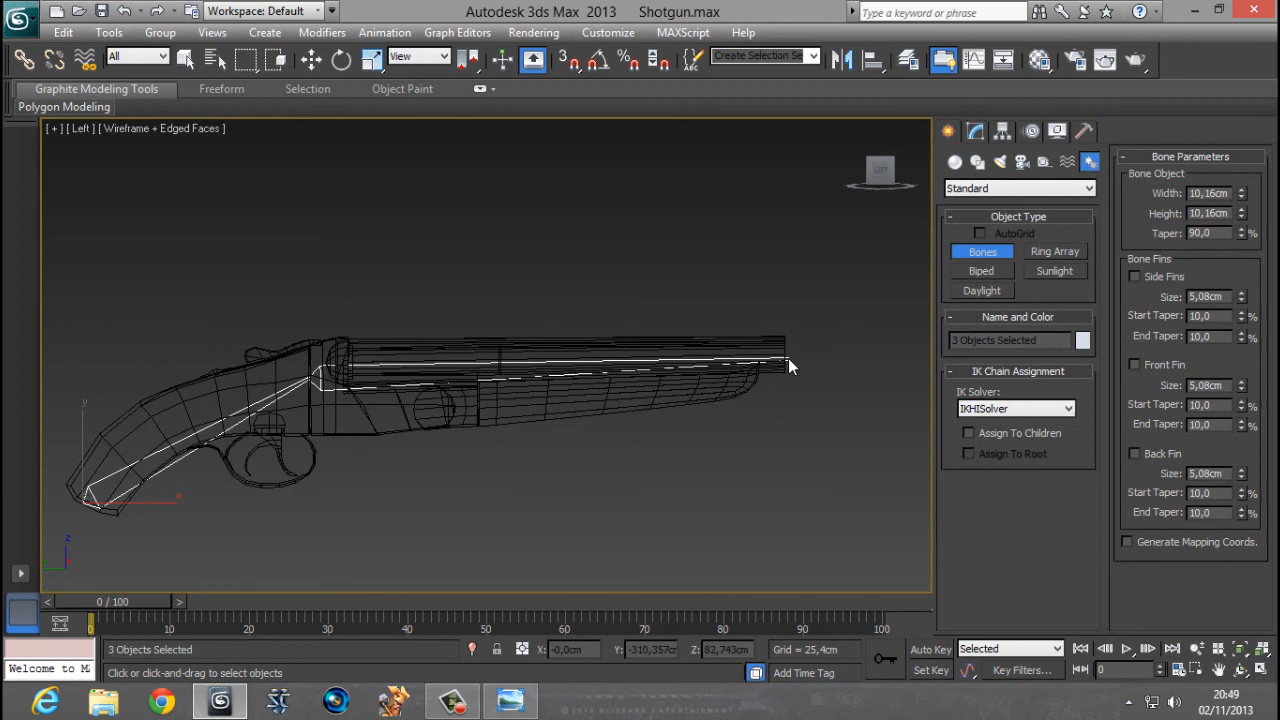 Workspace: Default
Autodesk 3ds Max 2013 Shotgun.max
Type a keyword or phrase
Edit Tools Group Views Create Modifiers Animation Graph Editors Rendering Customize MAXScript Help
All View 3 % Create Selection Se
Graphite Modeling Tools Freeform Selection Object Paint
Polygon Modeling
[ + ] [ Left ] [ Wireframe + Edged Faces ]
LEFT
Standard
- Object Type
AutoGrid
Bones Ring Array
Biped Sunlight
Daylight
- Name and Color
3 Objects Selected
- IK Chain Assignment
IK Solver:
IKHISolver
Assign To Children
Assign To Root
- Bone Parameters
Bone Object
Width: 10,16cm
Height: 10,16cm
Taper: 90,0 %
Bone Fins
Side Fins
Size: 5,08cm
Start Taper: 10,0 %
End Taper: 10,0 %
Front Fin
Size: 5,08cm
Start Taper: 10,0 %
End Taper: 10,0 %
Back Fin
Size: 5,08cm
Start Taper: 10,0 %
End Taper: 10,0 %
Generate Mapping Coords.
y
x
z
< 0 / 100 >
0 10 20 30 40 50 60 70 80 90 100
3 Objects Selected X: -0,0cm Y: -310,357cm Z: 82,743cm Grid = 25,4cm Auto Key Selected
Welcome to MA Click or click-and-drag to select objects Add Time Tag Set Key Key Filters... 0
20:49
02/11/2013